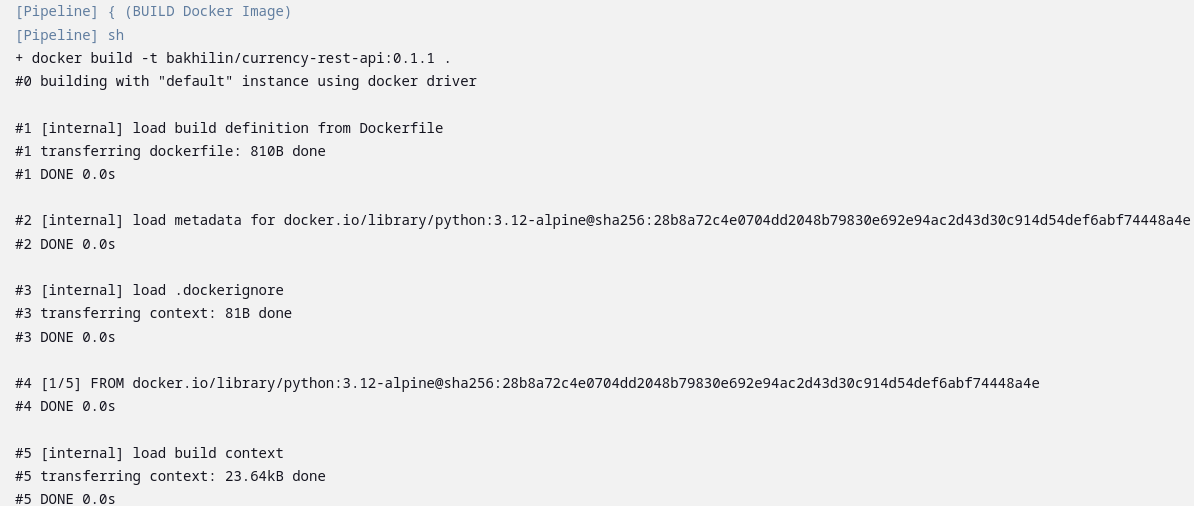 [Pipeline] { (BUILD Docker Image)
[Pipeline] sh
+ docker build -t bakhilin/currency-rest-api:0.1.1 .
#0 building with "default" instance using docker driver
#1 [internal] load build definition from Dockerfile
#1 transferring dockerfile: 810B done
#1 DONE 0.0s
#2 [internal] load metadata for docker.io/library/python:3.12-alpine@sha256:28b8a72c4e0704dd2048b79830e692e94ac2d43d30c914d54def6abf74448a4e
#2 DONE 0.0s
#3 [internal] load .dockerignore
#3 transferring context: 81B done
#3 DONE 0.0s
#4 [1/5] FROM docker.io/library/python:3.12-alpine@sha256:28b8a72c4e0704dd2048b79830e692e94ac2d43d30c914d54def6abf74448a4e
#4 DONE 0.0s
#5 [internal] load build context
#5 transferring context: 23.64kB done
#5 DONE 0.0s